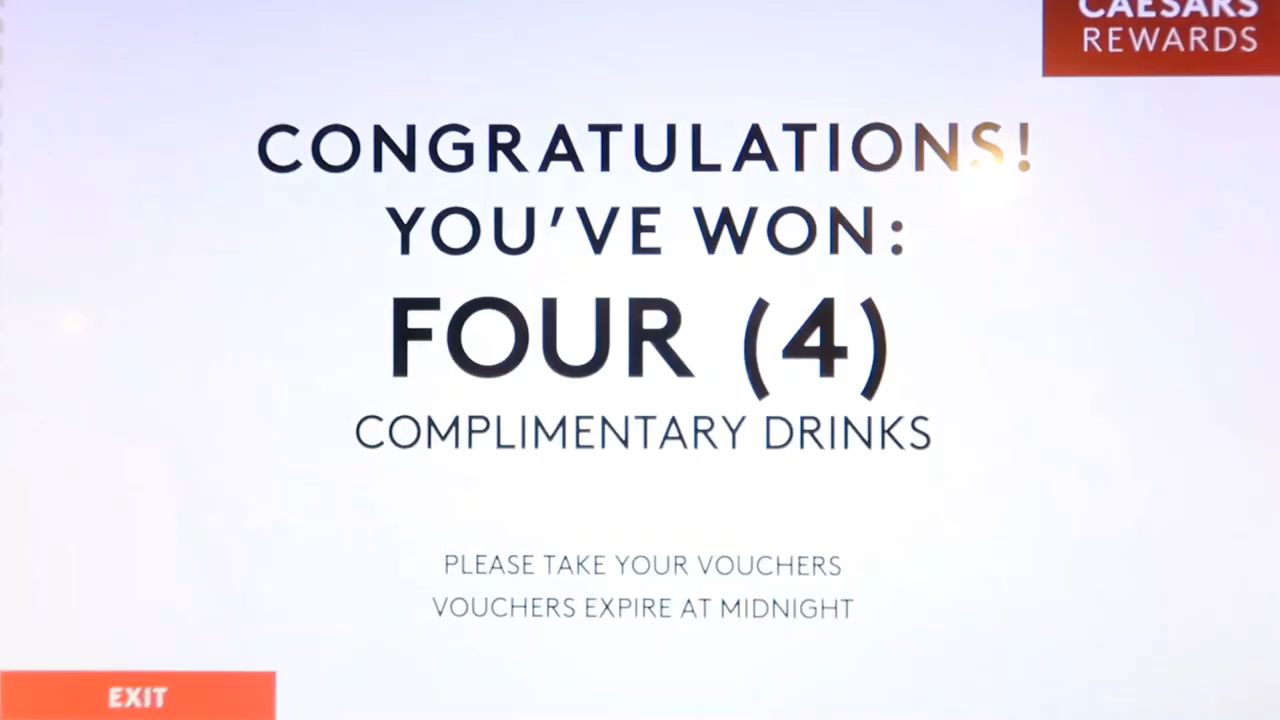 CAESARS
REWARDS
CONGRATULATIONS!
YOU'VE WON:
FOUR (4)
COMPLIMENTARY DRINKS
PLEASE TAKE YOUR VOUCHERS
VOUCHERS EXPIRE AT MIDNIGHT
EXIT